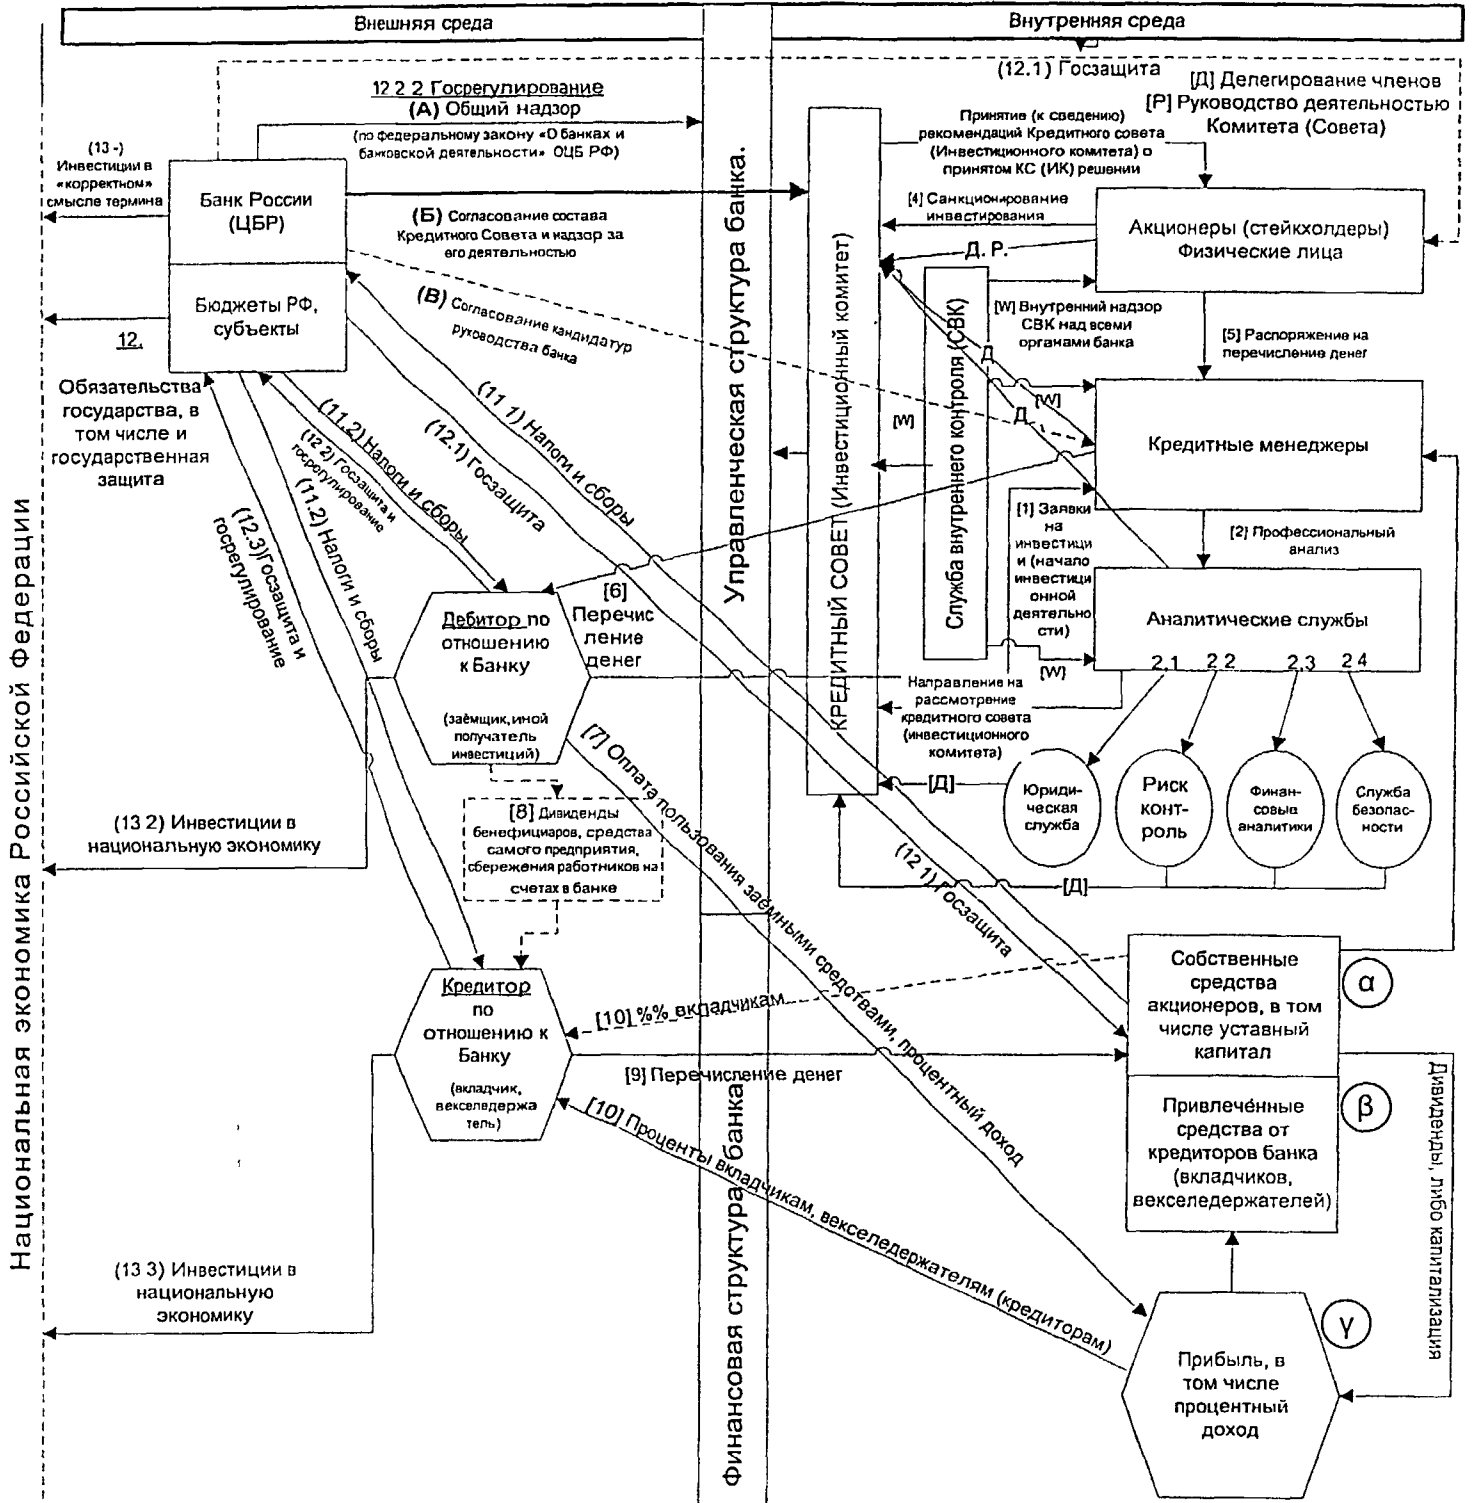 Внешняя среда
Внутренняя среда
12 2 2 Госрегулирование
(А) Общий надзор
(по федеральному закону «О банках и
банковской деятельности» ОЦБ РФ)
(12.1) Госзащита
[Д] Делегирование членов
[Р] Руководство деятельностью
Комитета (Совета)
Принятие (к сведению)
рекомендаций Кредитного совета
(Инвестиционного комитета) о
принятом КС (ИК) решении
(13 -)
Инвестиции в
«корректном»
смысле термина
Банк России
(ЦБР)
(Б) Согласование состава
Кредитного Совета и надзор за
его деятельностью
[4] Санкционирование
инвестирования
Д. Р.
Акционеры (стейкхолдеры)
Физические лица
Бюджеты РФ,
субъекты
12.
(В) Согласование кандидатур
руководства банка
[W] Внутренний надзор
СВК над всеми
органами банка
[5] Распоряжение на
перечисление денег
Обязательства
государства, в
том числе и
государственная
защита
(11.2) Налоги и сборы
(12 2) Госзащита и
госрегулирование
(12.1) Госзащита
(11 1) Налоги и сборы
(11.2) Налоги и сборы
(12.3)Госзащита и
госрегулирование
Управленческая структура банка.
КРЕДИТНЫЙ СОВЕТ (Инвестиционный комитет)
Служба внутреннего контроля (СВК)
[W]
Д
Д
[W]
Кредитные менеджеры
[1] Заявки
на
инвестици
и (начало
инвестици
онной
деятельно
сти)
[2] Профессиональный
анализ
Аналитические службы
2,1
2 2
2,3
2 4
[W]
Национальная экономика Российской Федерации
Дебитор по
отношению
к Банку
(заёмщик, иной
получатель
инвестиций)
[6]
Перечис
ление
денег
Направление на
рассмотрение
кредитного совета
(инвестиционного
комитета)
[Д]
Юриди-
ческая
служба
Риск
конт-
роль
Финан-
совые
аналитики
Служба
безопас-
ности
[Д]
[7] Оплата пользования заёмными средствами, процентный доход
[8] Дивиденды
бенефициаров, средства
самого предприятия,
сбережения работников на
счетах в банке
(13 2) Инвестиции в
национальную экономику
(12 1) Госзащита
Кредитор
по
отношению к
Банку
(вкладчик,
векселедержа
тель)
[10] %% вкладчикам
[9] Перечисление денег
[10] Проценты вкладчикам, векселедержателям (кредиторам)
Собственные
средства
акционеров, в том
числе уставный
капитал
α
Привлечённые
средства от
кредиторов банка
(вкладчиков,
векселедержателей)
β
Дивиденды, либо капитализация
(13 3) Инвестиции в
национальную
экономику
Финансовая структура банка
Прибыль, в
том числе
процентный
доход
γ